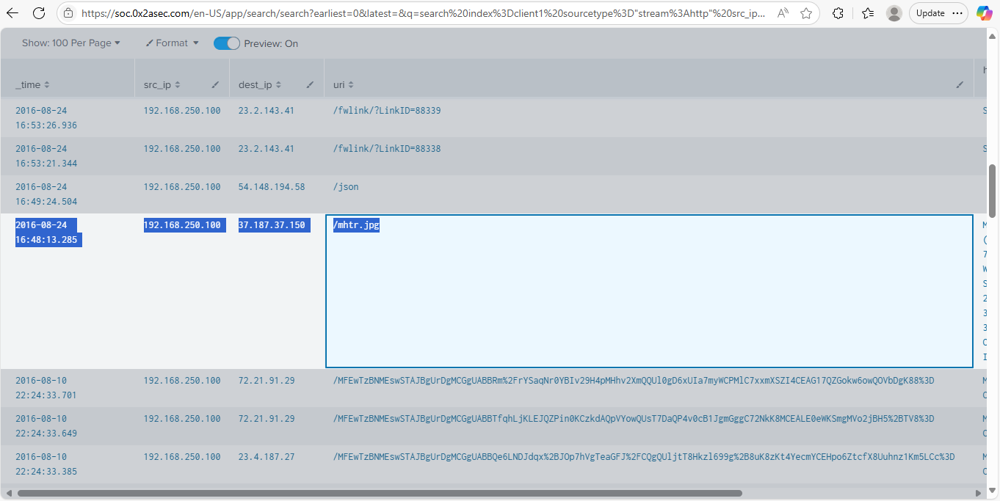 https://soc.0x2asec.com/en-US/app/search/search?earliest=0&latest=&q=search%20index%3Dclient1%20sourcetype%3D"stream%3Ahttp"%20src_ip...
Update
Show: 100 Per Page
Format
Preview: On
_time src_ip dest_ip uri h
2016-08-24 192.168.250.100 23.2.143.41 /fwlink/?LinkID=88339 S
16:53:26.936
2016-08-24 192.168.250.100 23.2.143.41 /fwlink/?LinkID=88338 S
16:53:21.344
2016-08-24 192.168.250.100 54.148.194.58 /json
16:49:24.504
2016-08-24 192.168.250.100 37.187.37.150 /mhtr.jpg M
16:48:13.285 (
7
W
S
2
3
3
C
I
2016-08-10 192.168.250.100 72.21.91.29 /MFEwTzBNMEswSTAJBgUrDgMCGgUABBRm%2FrYSaqNr0YBIv29H4pMHhv2XmQQUl0gD6xUIa7myWCPMlC7xxmXSZI4CEAG17QZGokw6owQOVbDgK88%3D M
22:24:33.701 C
2016-08-10 192.168.250.100 72.21.91.29 /MFEwTzBNMEswSTAJBgUrDgMCGgUABBTfqhLjKLEJQZPin0KCzkdAQpVYowQUsT7DaQP4v0cB1JgmGggC72NkK8MCEALE0eWKSmgMVo2jBH5%2BTV8%3D M
22:24:33.649 C
2016-08-10 192.168.250.100 23.4.187.27 /MFEwTzBNMEswSTAJBgUrDgMCGgUABBQe6LNDJdqx%2BJOp7hVgTeaGFJ%2FCQgQUljtT8Hkzl699g%2B8uK8zKt4YecmYCEHpo6ZtcfX8Uuhnz1Km5LCc%3D M
22:24:33.385 C